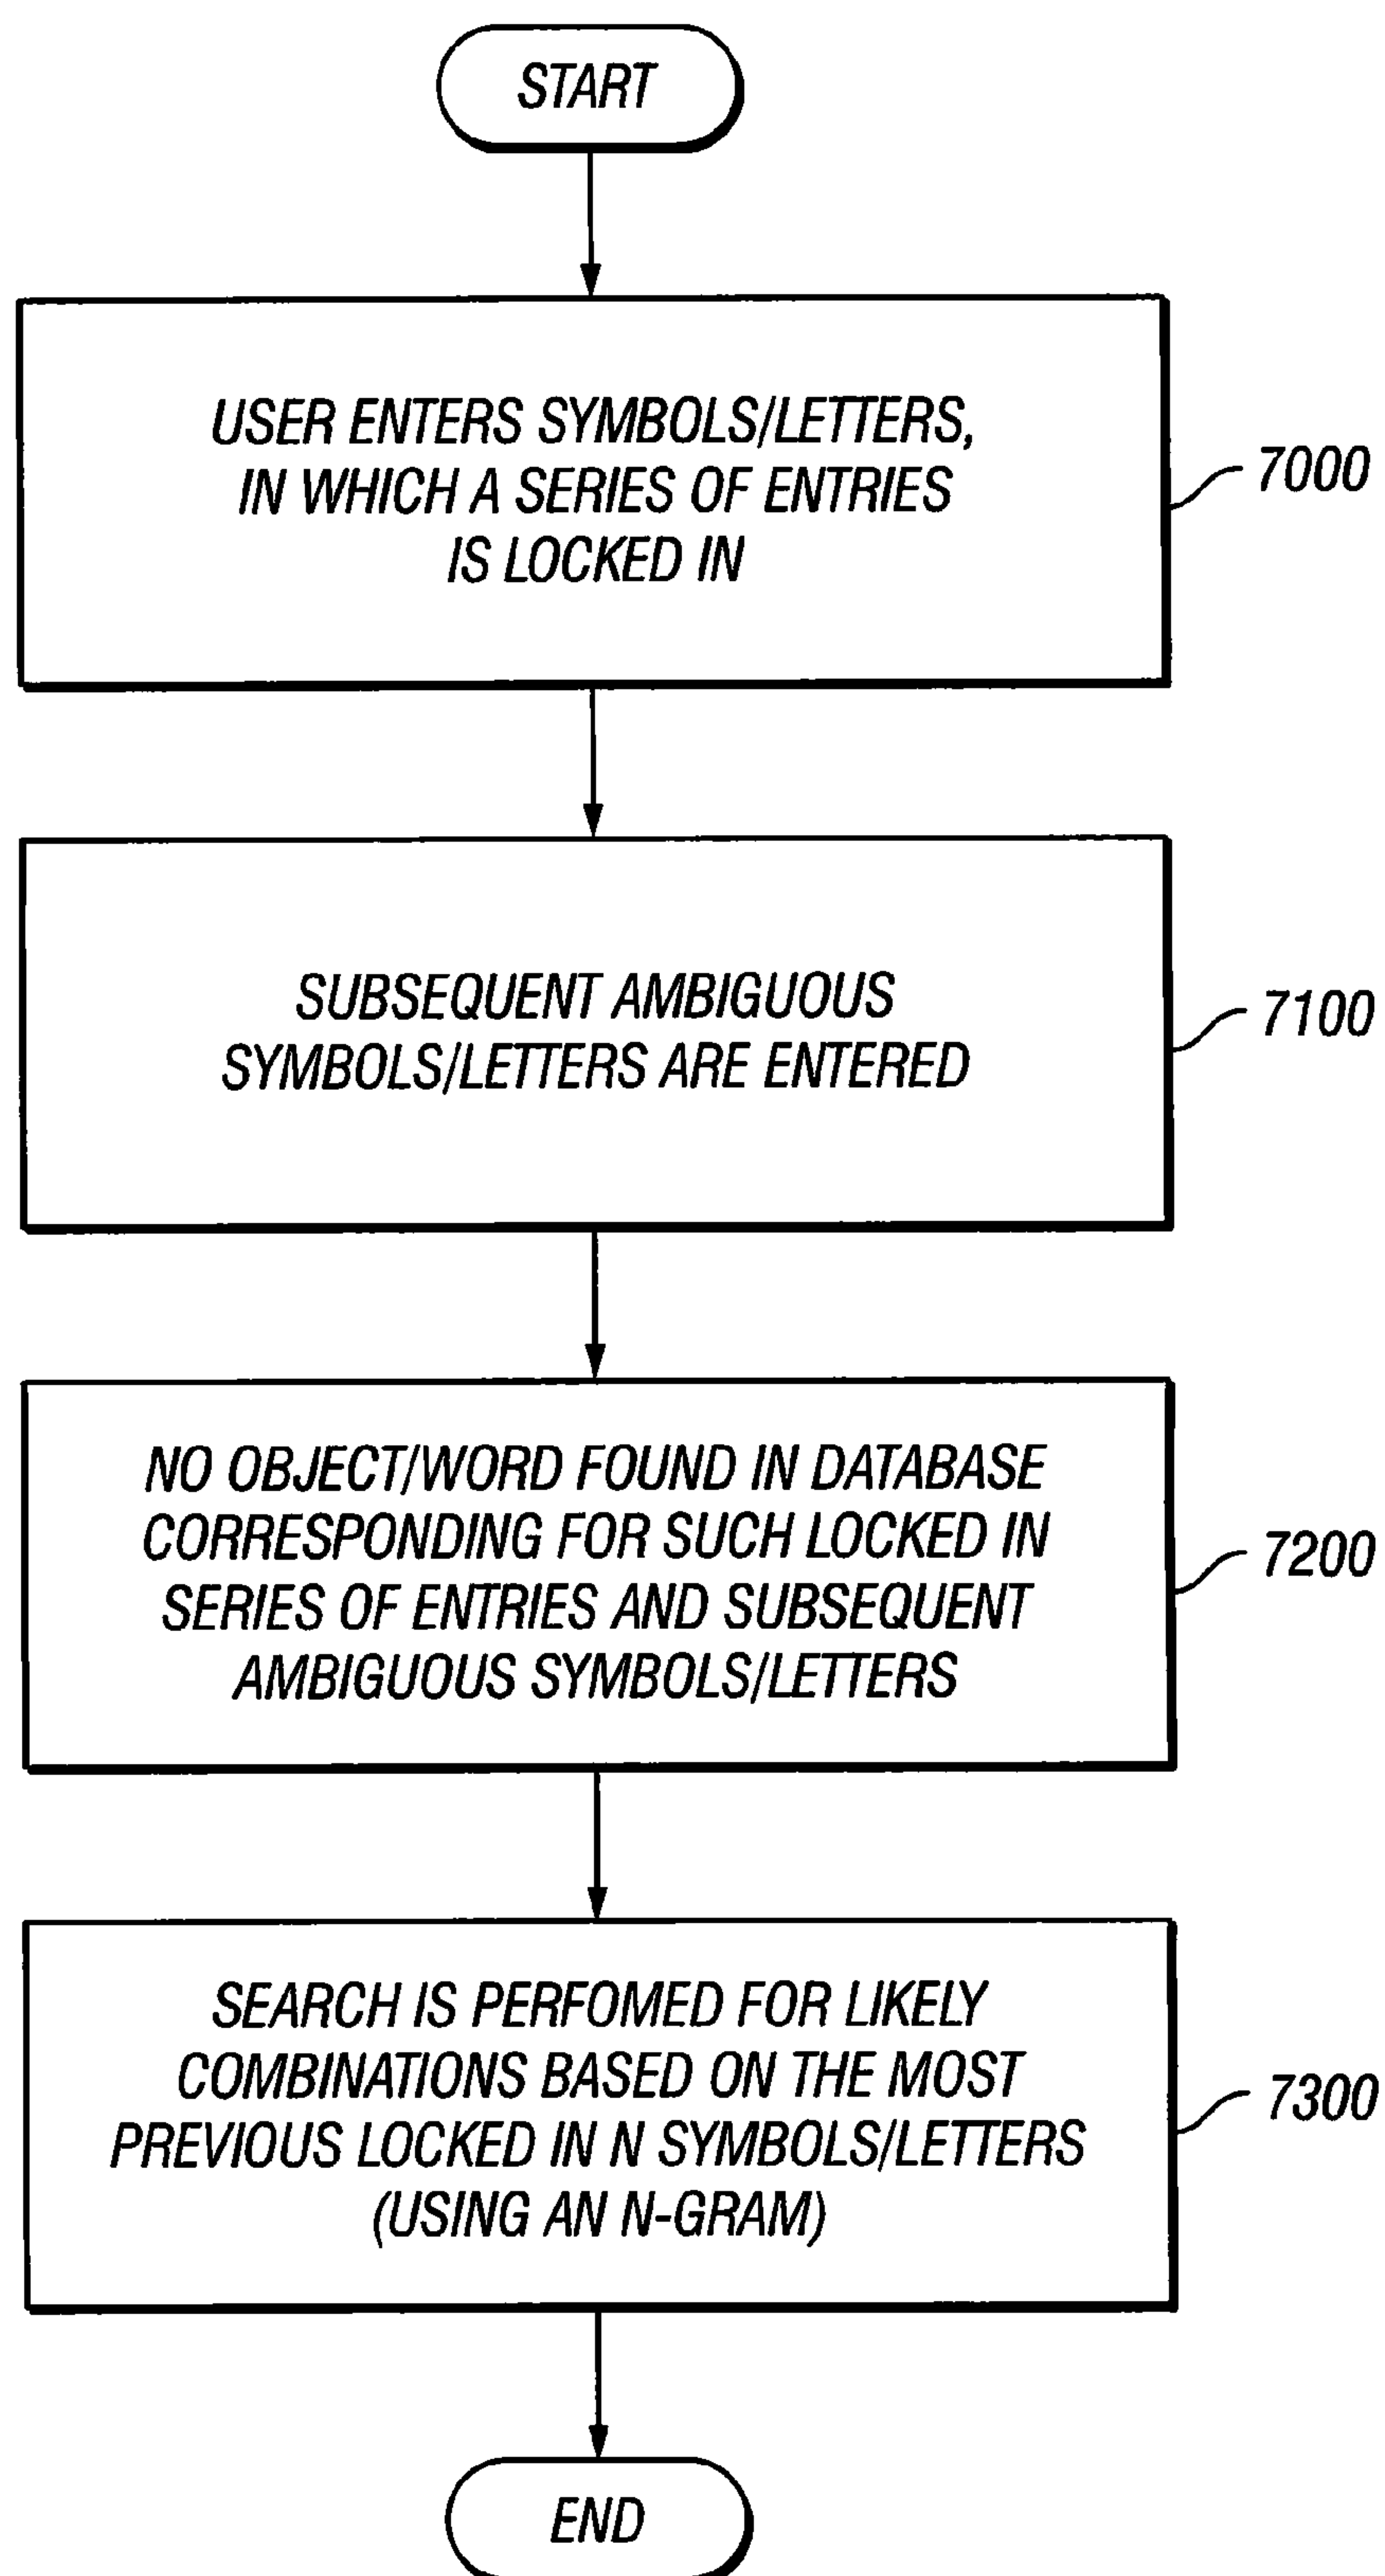 START
USER ENTERS SYMBOLS/LETTERS,
IN WHICH A SERIES OF ENTRIES
IS LOCKED IN
7000
SUBSEQUENT AMBIGUOUS
SYMBOLS/LETTERS ARE ENTERED
7100
NO OBJECT/WORD FOUND IN DATABASE
CORRESPONDING FOR SUCH LOCKED IN
SERIES OF ENTRIES AND SUBSEQUENT
AMBIGUOUS SYMBOLS/LETTERS
7200
SEARCH IS PERFOMED FOR LIKELY
COMBINATIONS BASED ON THE MOST
PREVIOUS LOCKED IN N SYMBOLS/LETTERS
(USING AN N-GRAM)
7300
END